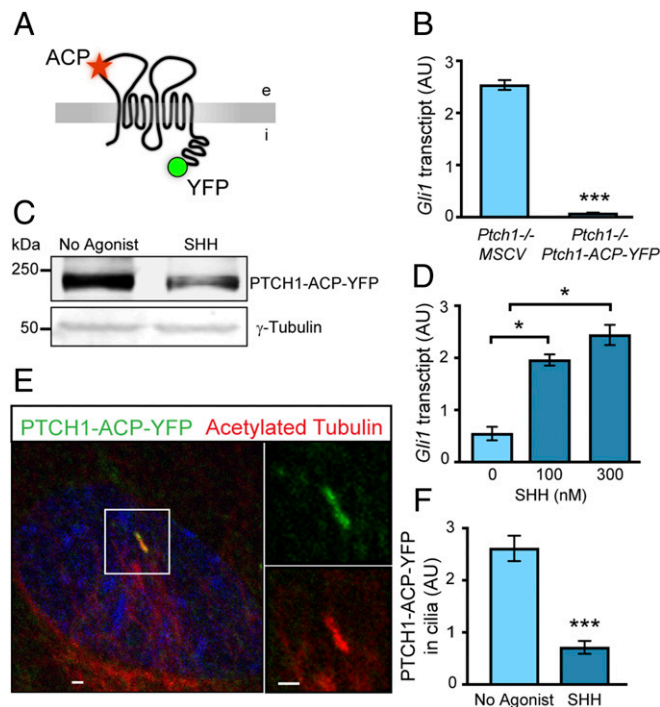 A
ACP
e
i
YFP
B
Gli1 transctipt (AU)
3
2
1
0
***
Ptch1-/- Ptch1-/-
MSCV Ptch1-ACP-YFP
C
kDa No Agonist SHH
250
PTCH1-ACP-YFP
50
γ-Tubulin
D
Gli1 transctipt (AU)
3
2
1
0
*
*
0 100 300
SHH (nM)
E
PTCH1-ACP-YFP Acetylated Tubulin
F
PTCH1-ACP-YFP
in cilia (AU)
3
2
1
0
***
No Agonist SHH